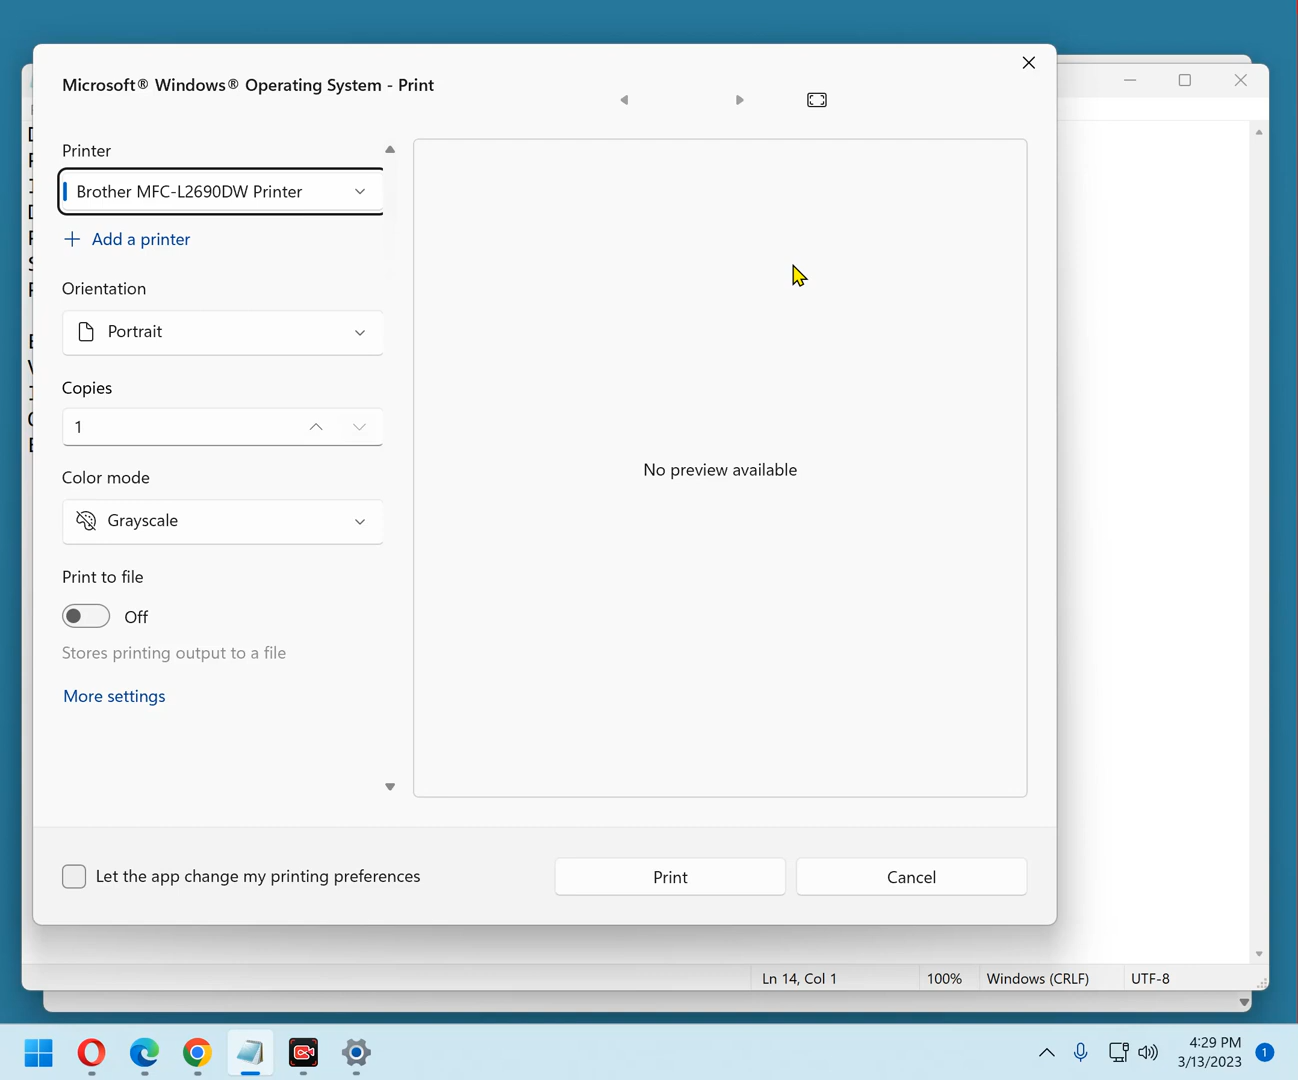 Microsoft® Windows® Operating System - Print
Printer
Brother MFC-L2690DW Printer
Add a printer
Orientation
Portrait
Copies
1
Color mode
Grayscale
Print to file
Off
Stores printing output to a file
More settings
No preview available
Let the app change my printing preferences
Print
Cancel
Ln 14, Col 1
100%
Windows (CRLF)
UTF-8
4:29 PM
3/13/2023
1